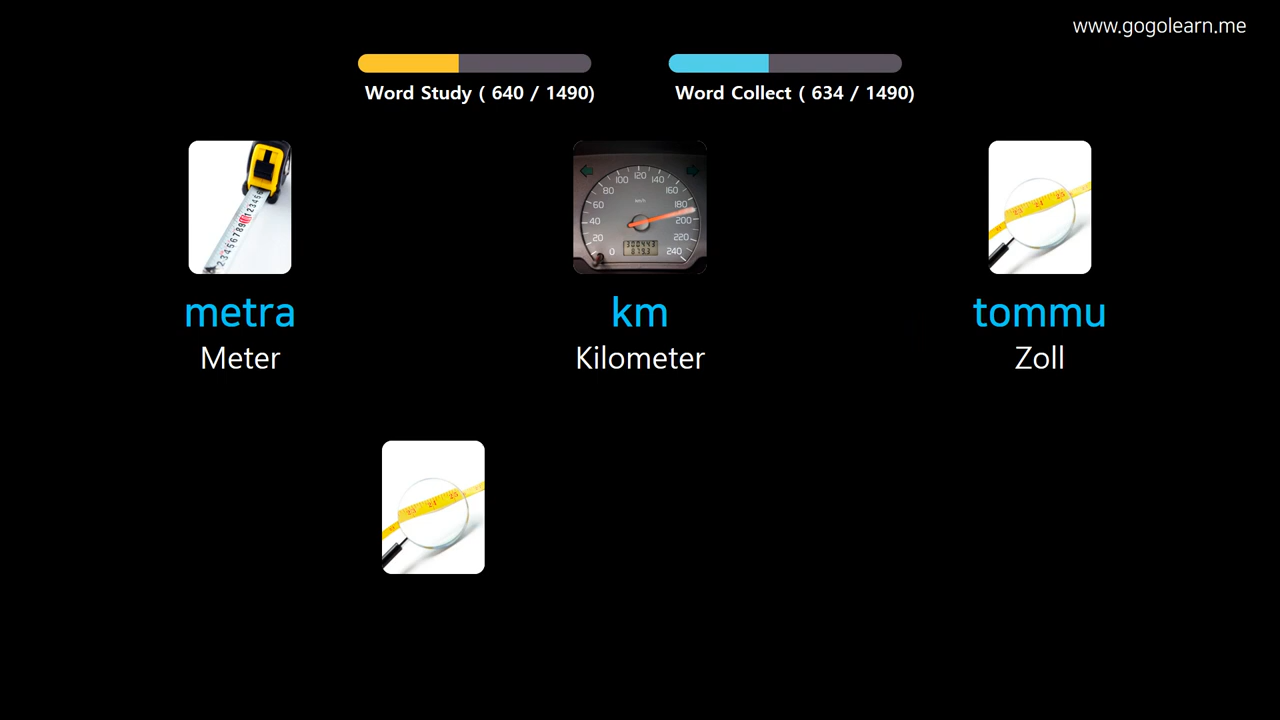 www.gogolearn.me
Word Study ( 640 / 1490)
Word Collect ( 634 / 1490)
metra
km
tommu
Meter
Kilometer
Zoll